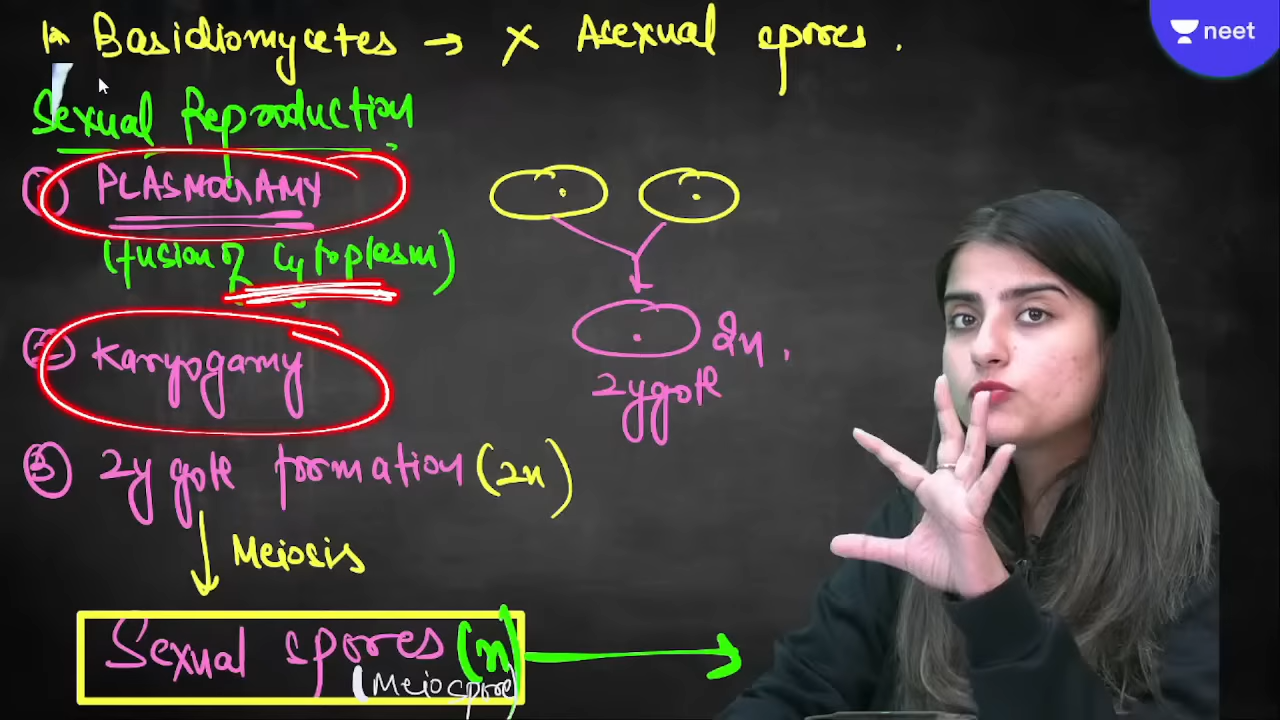 Basidiomycetes → X Asexual spores.
neet
Sexual Reproduction
① PLASMOGAMY
(fusion of Cytoplasm)
② Karyogamy
2n.
zygote
③ Zygote formation (2n)
↓ Meiosis
Sexual spores (n) →
(Meiospore)